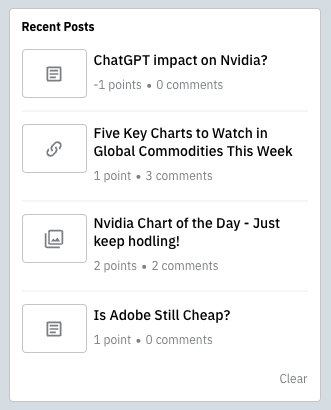 Recent Posts
ChatGPT impact on Nvidia?
-1 points • 0 comments
Five Key Charts to Watch in
Global Commodities This Week
1 point • 3 comments
Nvidia Chart of the Day - Just
keep hodling!
2 points • 2 comments
Is Adobe Still Cheap?
1 point • 0 comments
Clear